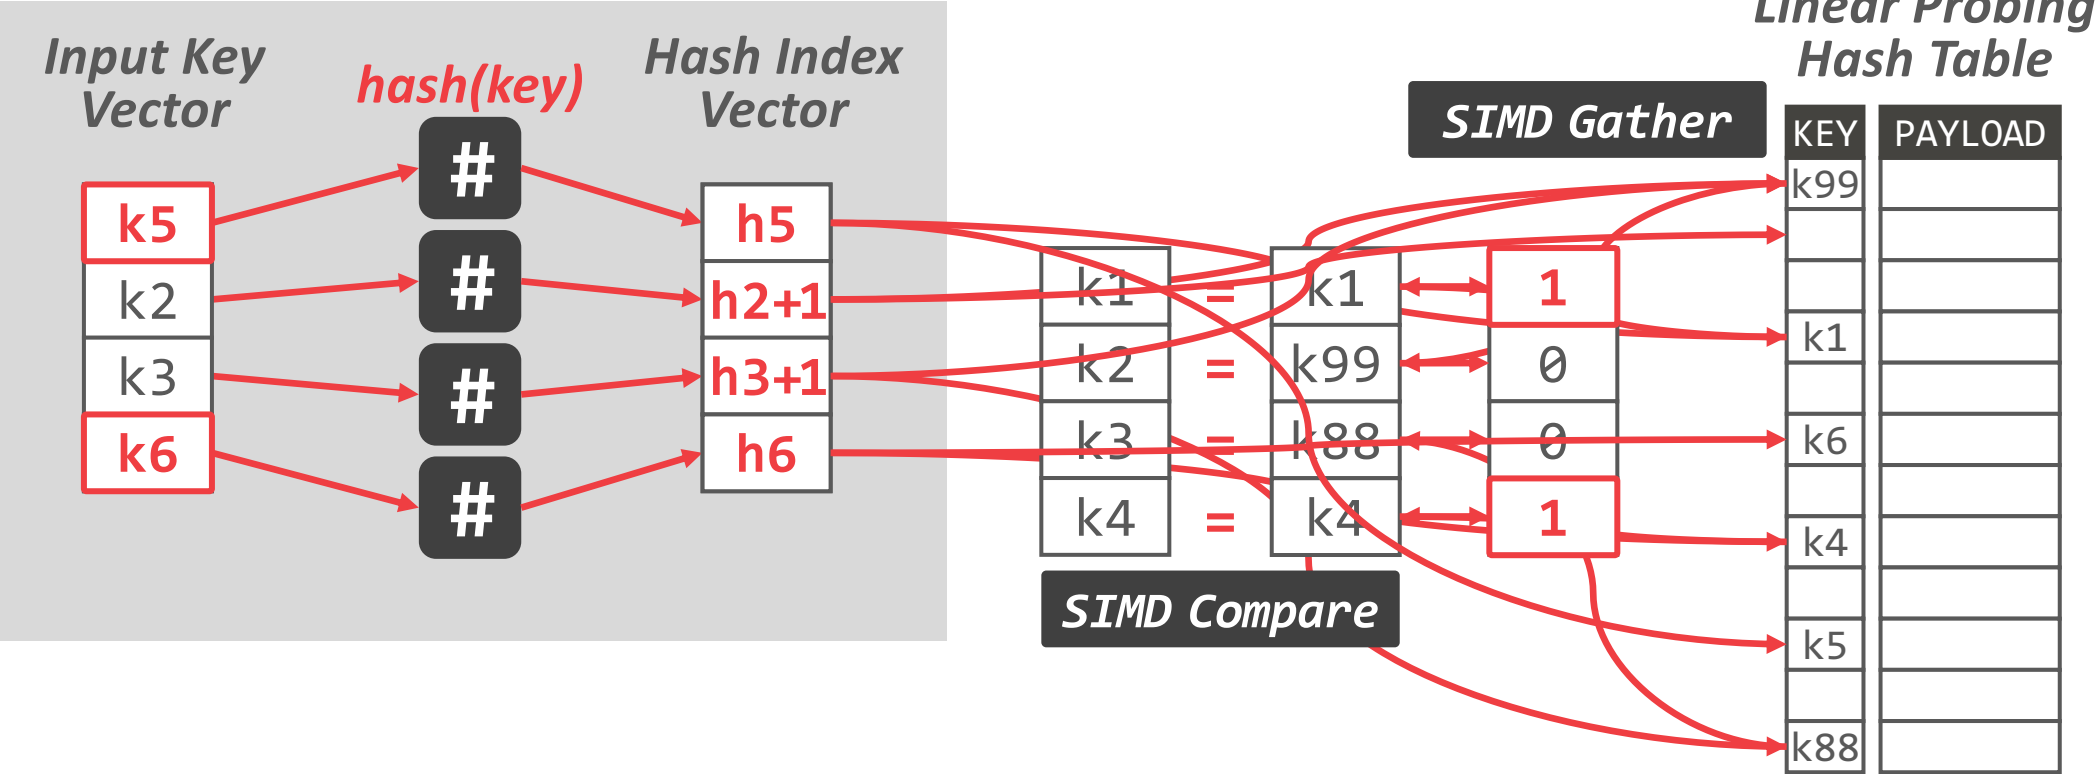 Linear Probing
Hash Table
Input Key
Vector
hash(key)
Hash Index
Vector
SIMD Gather
KEY PAYLOAD
k5
k2
k3
k6
#
#
#
#
h5
h2+1
h3+1
h6
k1 = k1 1
k2 = k99 0
k3 = k88 0
k4 = k4 1
SIMD Compare
k99
k1
k6
k4
k5
k88